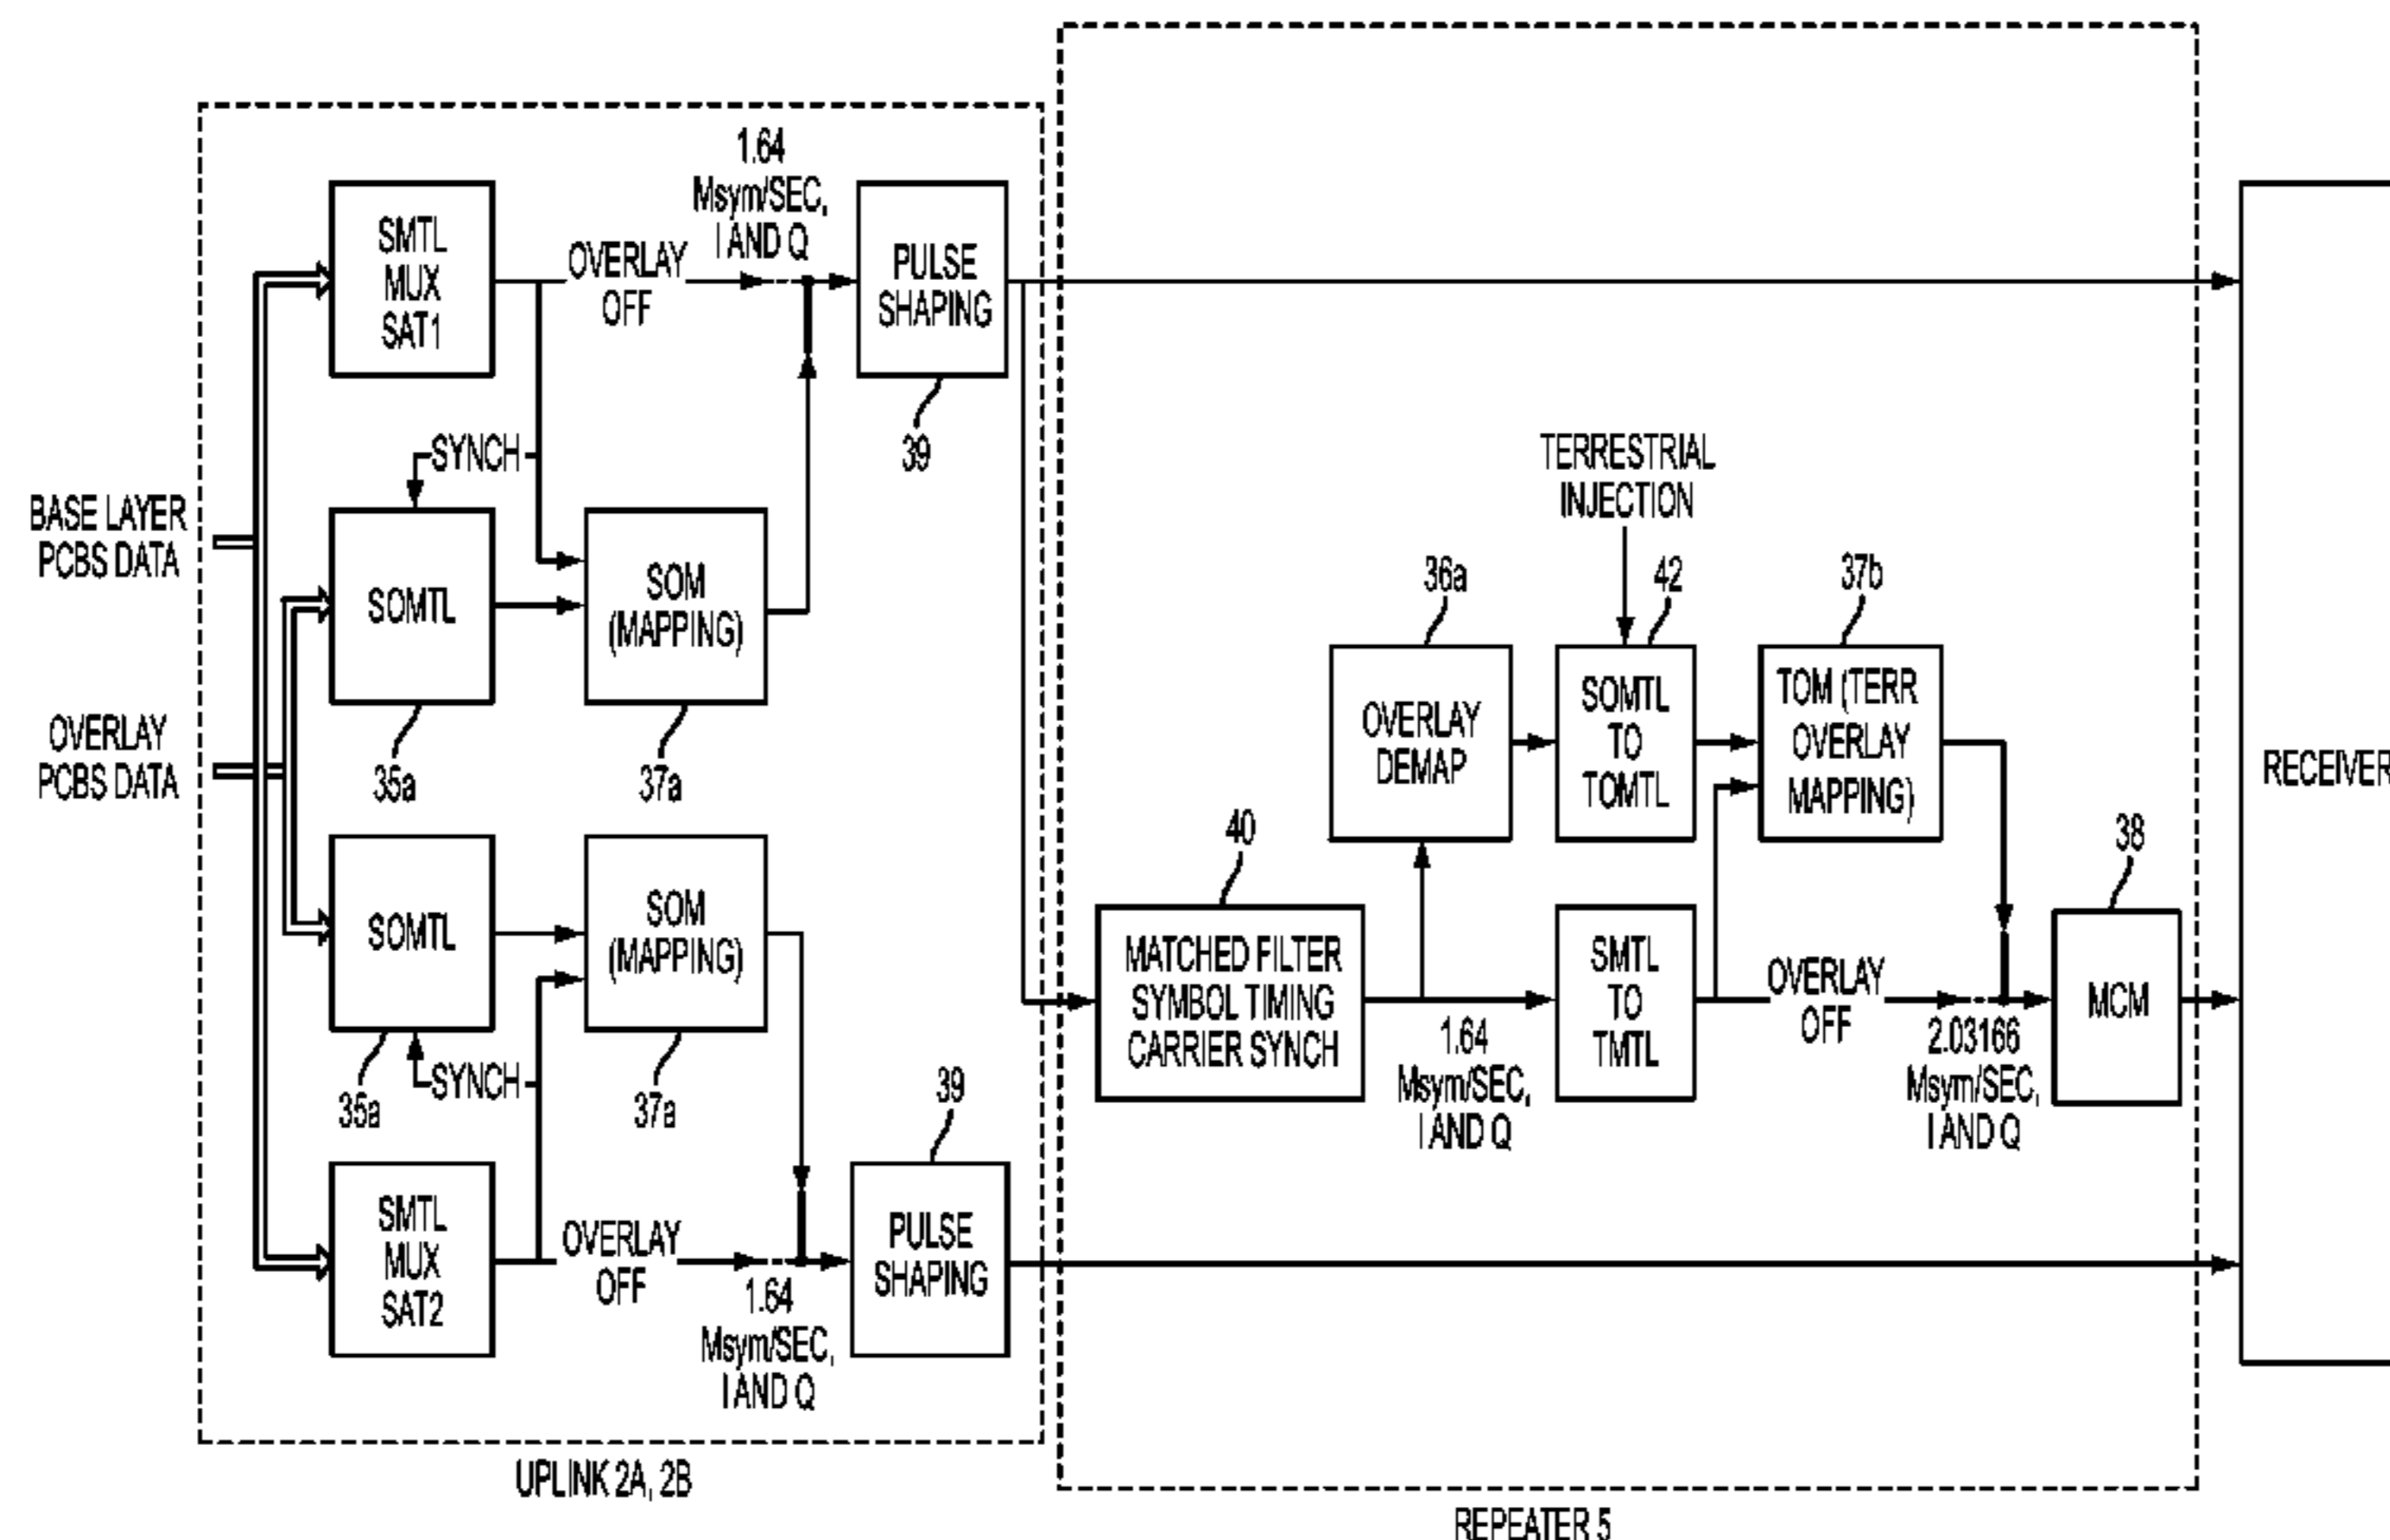 BASE LAYER
PCBS DATA
OVERLAY
PCBS DATA
SMTL
MUX
SAT1
OVERLAY
OFF
1.64
Msym/SEC,
I AND Q
PULSE
SHAPING
39
SYNCH
SOMTL
35a
SOM
(MAPPING)
37a
SOMTL
35a
SOM
(MAPPING)
37a
SYNCH
SMTL
MUX
SAT2
OVERLAY
OFF
1.64
Msym/SEC,
I AND Q
PULSE
SHAPING
39
UPLINK 2A, 2B
TERRESTRIAL
INJECTION
36a
OVERLAY
DEMAP
42
SOMTL
TO
TOMTL
37b
TOM (TERR
OVERLAY
MAPPING)
40
MATCHED FILTER
SYMBOL TIMING
CARRIER SYNCH
1.64
Msym/SEC,
I AND Q
SMTL
TO
TMTL
OVERLAY
OFF
2.03166
Msym/SEC,
I AND Q
38
MCM
REPEATER 5
RECEIVER